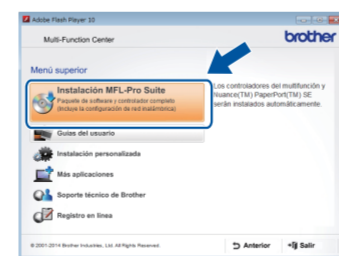 Adobe Flash Player 10
Multi-Function Center
brother
Menú superior
Instalación MFL-Pro Suite
Paquete de software y controlador completo
(Incluye la configuración de red inalámbrica)
Los controladores del multifunción y
Nuance(TM) PaperPort(TM) SE
serán instalados automáticamente.
Guías del usuario
Instalación personalizada
Más aplicaciones
Soporte técnico de Brother
Registro en línea
© 2001-2014 Brother Industries, Ltd. All Rights Reserved.
Anterior
Salir